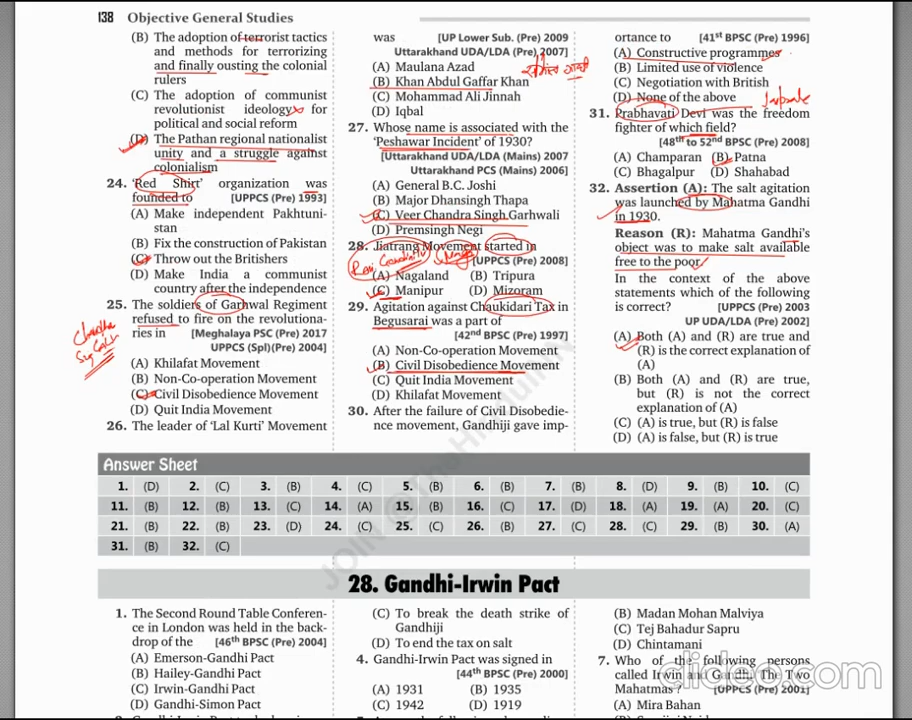 138 Objective General Studies
(B) The adoption of terrorist tactics
and methods for terrorizing
and finally ousting the colonial
rulers
(C) The adoption of communist
revolutionist ideology for
political and social reform
(D) The Pathan regional nationalist
unity and a struggle against
colonialism
24. 'Red Shirt' organization was
founded to [UPPCS (Pre) 1993]
(A) Make independent Pakhtuni-
stan
(B) Fix the construction of Pakistan
(C) Throw out the Britishers
(D) Make India a communist
country after the independence
25. The soldiers of Garhwal Regiment
refused to fire on the revolutiona-
ries in [Meghalaya PSC (Pre) 2017
UPPCS (Spl)(Pre) 2004]
(A) Khilafat Movement
(B) Non-Co-operation Movement
(C) Civil Disobedience Movement
(D) Quit India Movement
26. The leader of 'Lal Kurti' Movement
was [UP Lower Sub. (Pre) 2009
Uttarakhand UDA/LDA (Pre) 2007]
(A) Maulana Azad
(B) Khan Abdul Gaffar Khan
(C) Mohammad Ali Jinnah
(D) Iqbal
27. Whose name is associated with the
'Peshawar Incident' of 1930?
[Uttarakhand UDA/LDA (Mains) 2007
Uttarakhand PCS (Mains) 2006]
(A) General B.C. Joshi
(B) Major Dhansingh Thapa
(C) Veer Chandra Singh Garhwali
(D) Premsingh Negi
28. Jiatrang Movement started in
[UPPCS (Pre) 2008]
(A) Nagaland (B) Tripura
(C) Manipur (D) Mizoram
29. Agitation against Chaukidari Tax in
Begusarai was a part of
[42nd BPSC (Pre) 1997]
(A) Non-Co-operation Movement
(B) Civil Disobedience Movement
(C) Quit India Movement
(D) Khilafat Movement
30. After the failure of Civil Disobedie-
nce movement, Gandhiji gave imp-
ortance to [41st BPSC (Pre) 1996]
(A) Constructive programmes
(B) Limited use of violence
(C) Negotiation with British
(D) None of the above
31. Prabhavati Devi was the freedom
fighter of which field?
[48th to 52nd BPSC (Pre) 2008]
(A) Champaran (B) Patna
(C) Bhagalpur (D) Shahabad
32. Assertion (A): The salt agitation
was launched by Mahatma Gandhi
in 1930.
Reason (R): Mahatma Gandhi's
object was to make salt available
free to the poor.
In the context of the above
statements which of the following
is correct? [UPPCS (Pre) 2003
UP UDA/LDA (Pre) 2002]
(A) Both (A) and (R) are true and
(R) is the correct explanation of
(A)
(B) Both (A) and (R) are true,
but (R) is not the correct
explanation of (A)
(C) (A) is true, but (R) is false
(D) (A) is false, but (R) is true
Answer Sheet
1. (D) 2. (C) 3. (B) 4. (C) 5. (B) 6. (B) 7. (B) 8. (D) 9. (B) 10. (C)
11. (B) 12. (B) 13. (C) 14. (A) 15. (B) 16. (C) 17. (D) 18. (A) 19. (A) 20. (C)
21. (B) 22. (B) 23. (D) 24. (C) 25. (C) 26. (B) 27. (C) 28. (C) 29. (B) 30. (A)
31. (B) 32. (C)
28. Gandhi-Irwin Pact
1. The Second Round Table Conferen-
ce in London was held in the back-
drop of the [46th BPSC (Pre) 2004]
(A) Emerson-Gandhi Pact
(B) Hailey-Gandhi Pact
(C) Irwin-Gandhi Pact
(D) Gandhi-Simon Pact
(C) To break the death strike of
Gandhiji
(D) To end the tax on salt
4. Gandhi-Irwin Pact was signed in
[44th BPSC (Pre) 2000]
(A) 1931 (B) 1935
(C) 1942 (D) 1919
(B) Madan Mohan Malviya
(C) Tej Bahadur Sapru
(D) Chintamani
7. Who of the following persons
called Irwin and Gandhi 'The Two
Mahatmas'? [UPPCS (Pre) 2001]
(A) Mira Bahan
clideo.com